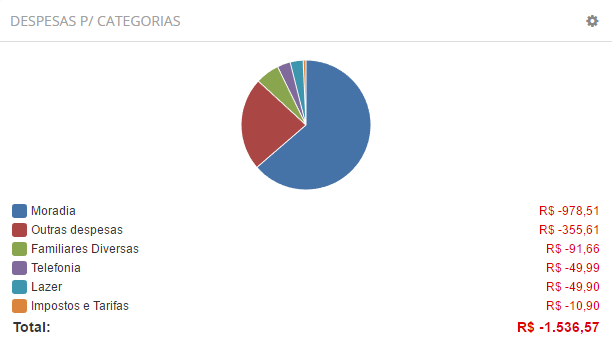 DESPESAS P/ CATEGORIAS
Moradia R$ -978,51
Outras despesas R$ -355,61
Familiares Diversas R$ -91,66
Telefonia R$ -49,99
Lazer R$ -49,90
Impostos e Tarifas R$ -10,90
Total: R$ -1.536,57